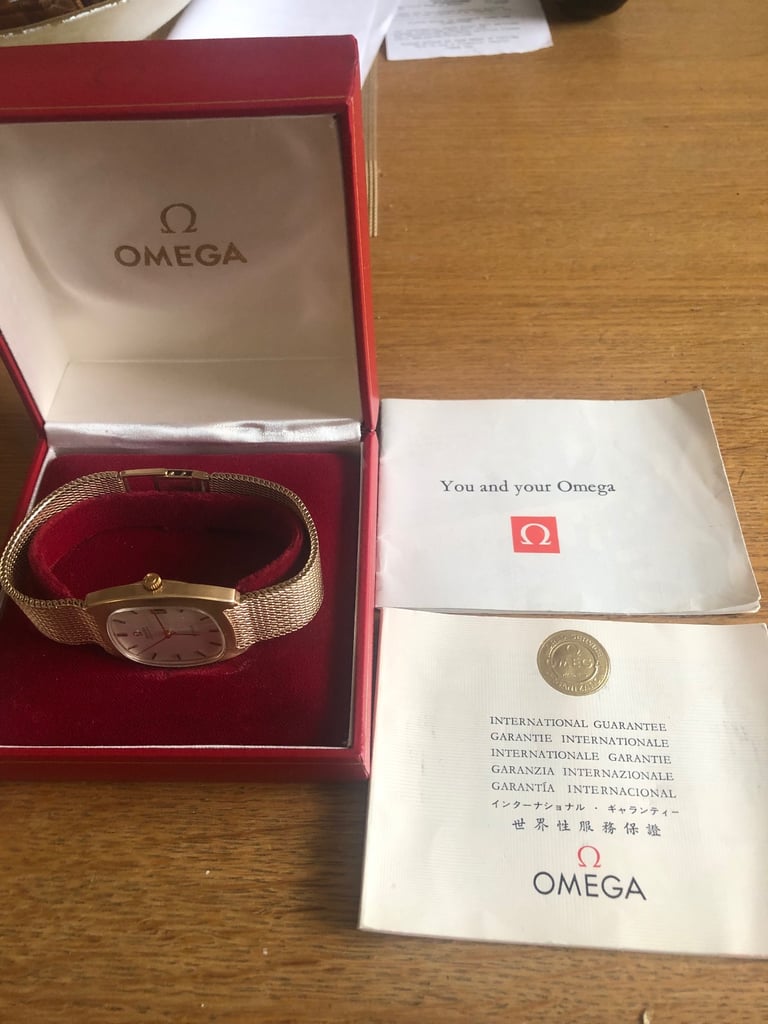 Ω
OMEGA
You and your Omega
Ω
INTERNATIONAL GUARANTEE
GARANTIE INTERNATIONALE
INTERNATIONALE GARANTIE
GARANZIA INTERNAZIONALE
GARANTÍA INTERNACIONAL
インターナショナル・ギャランティー
世界性服務保證
Ω
OMEGA